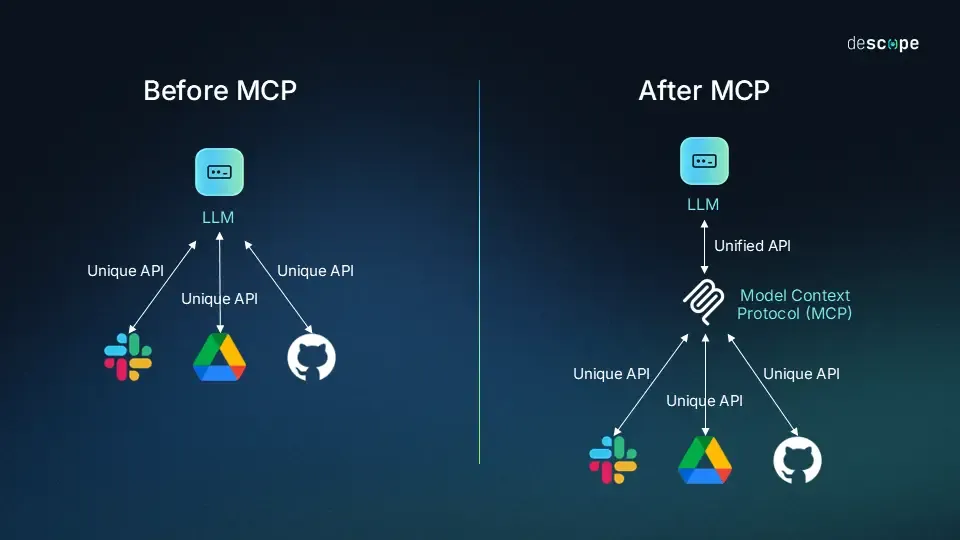 descope
Before MCP
LLM
Unique API
Unique API
Unique API
After MCP
LLM
Unified API
Model Context
Protocol (MCP)
Unique API
Unique API
Unique API